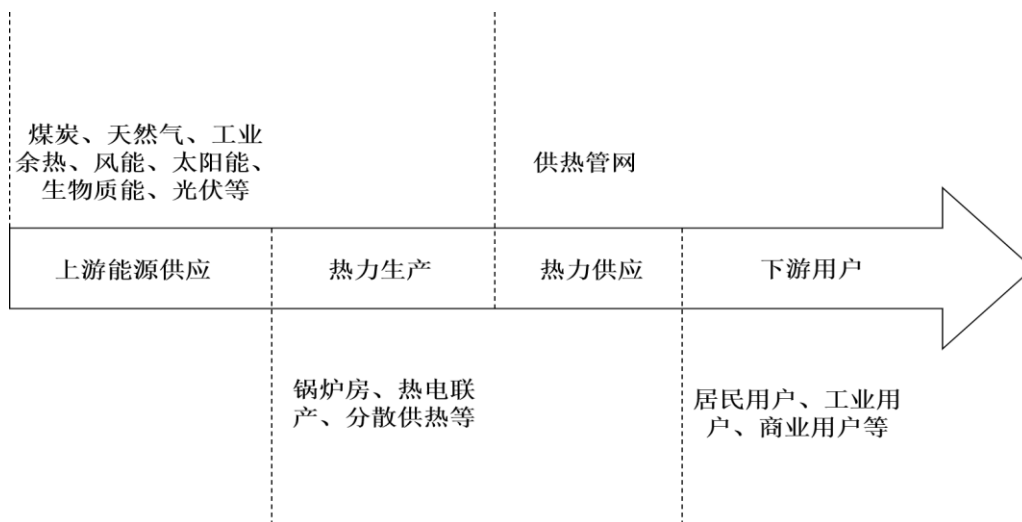 煤炭、天然气、工业
余热、风能、太阳能、
生物质能、光伏等
供热管网
上游能源供应
热力生产
热力供应
下游用户
锅炉房、热电联
产、分散供热等
居民用户、工业用
户、商业用户等